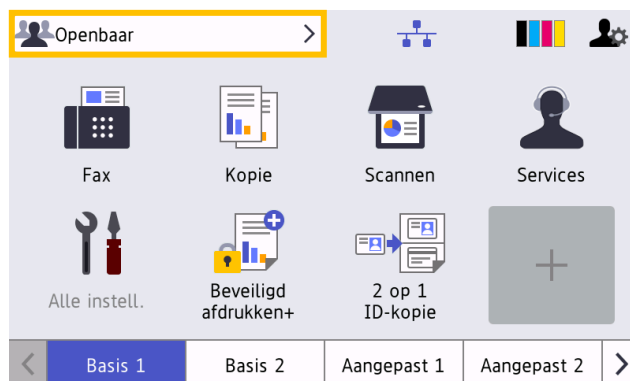 Openbaar
Fax
Kopie
Scannen
Services
Alle instell.
Beveiligd
afdrukken+
2 op 1
ID-kopie
Basis 1
Basis 2
Aangepast 1
Aangepast 2